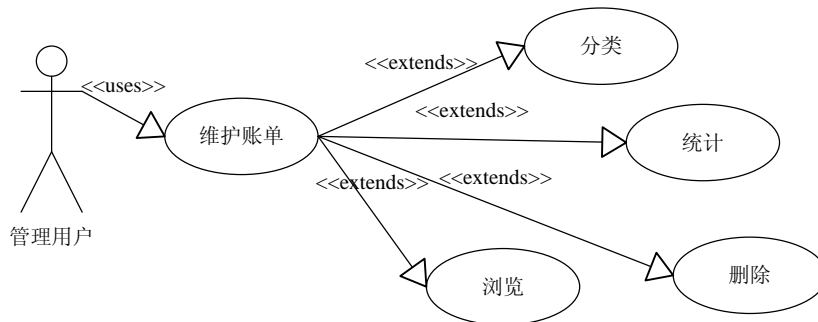 分类
<<extends>>
<<uses>>
<<extends>>
维护账单
统计
<<extends>>
<<extends>>
管理用户
浏览
删除